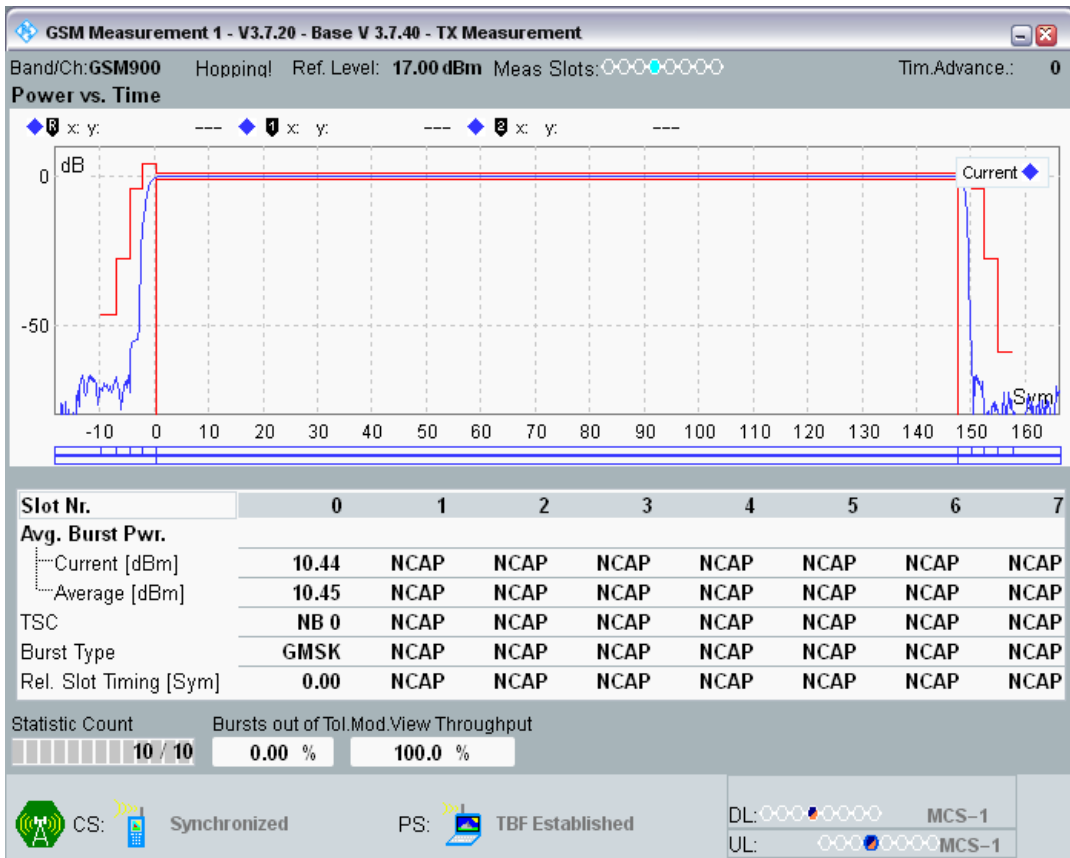 GSM Measurement 1 - V3.7.20 - Base V 3.7.40 - TX Measurement
Band/Ch:GSM900 Hopping! Ref. Level: 17.00 dBm Meas Slots: Tim.Advance.: 0
Power vs. Time
R x: y: --- 1 x: y: --- 2 x: y: ---
dB
Current
0
-50
Sym
-10 0 10 20 30 40 50 60 70 80 90 100 110 120 130 140 150 160
Slot Nr. 0 1 2 3 4 5 6 7
Avg. Burst Pwr.
Current [dBm] 10.44 NCAP NCAP NCAP NCAP NCAP NCAP NCAP
Average [dBm] 10.45 NCAP NCAP NCAP NCAP NCAP NCAP NCAP
TSC NB 0 NCAP NCAP NCAP NCAP NCAP NCAP NCAP
Burst Type GMSK NCAP NCAP NCAP NCAP NCAP NCAP NCAP
Rel. Slot Timing [Sym] 0.00 NCAP NCAP NCAP NCAP NCAP NCAP NCAP
Statistic Count Bursts out of Tol. Mod.View Throughput
10 / 10 0.00 % 100.0 %
CS: Synchronized PS: TBF Established
DL: MCS-1
UL: MCS-1